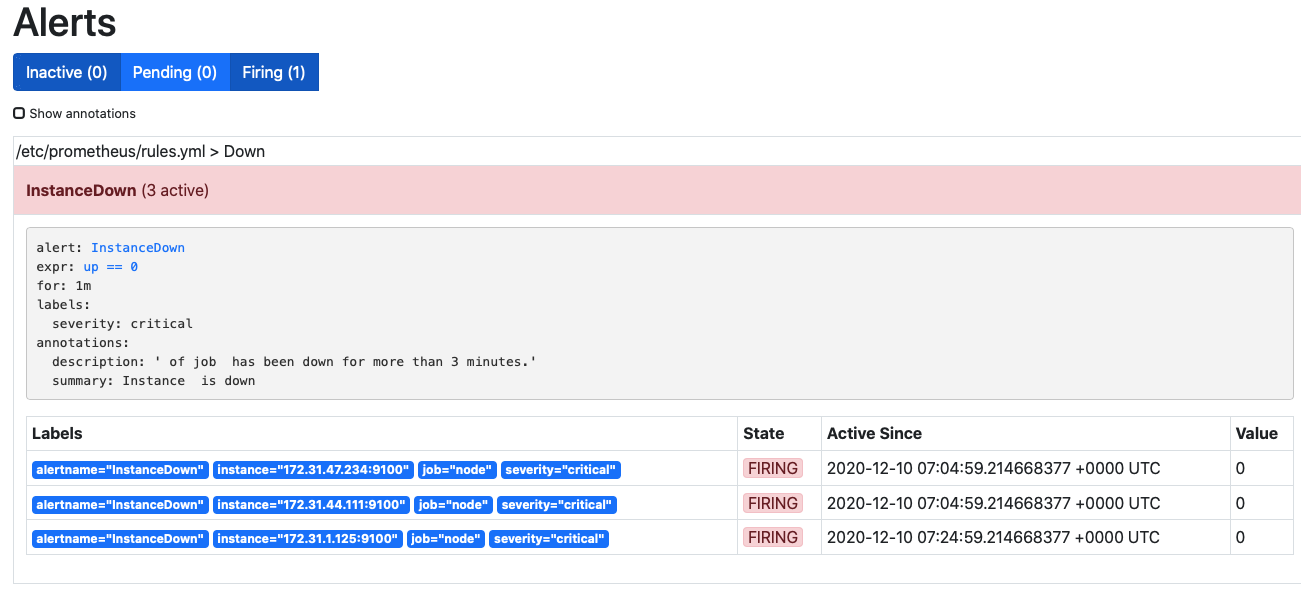 Alerts
Inactive (0) Pending (0) Firing (1)
Show annotations
/etc/prometheus/rules.yml > Down
InstanceDown (3 active)
alert: InstanceDown
expr: up == 0
for: 1m
labels:
  severity: critical
annotations:
  description: ' of job  has been down for more than 3 minutes.'
  summary: Instance  is down
Labels State Active Since Value
alertname="InstanceDown" instance="172.31.47.234:9100" job="node" severity="critical" FIRING 2020-12-10 07:04:59.214668377 +0000 UTC 0
alertname="InstanceDown" instance="172.31.44.111:9100" job="node" severity="critical" FIRING 2020-12-10 07:04:59.214668377 +0000 UTC 0
alertname="InstanceDown" instance="172.31.1.125:9100" job="node" severity="critical" FIRING 2020-12-10 07:24:59.214668377 +0000 UTC 0